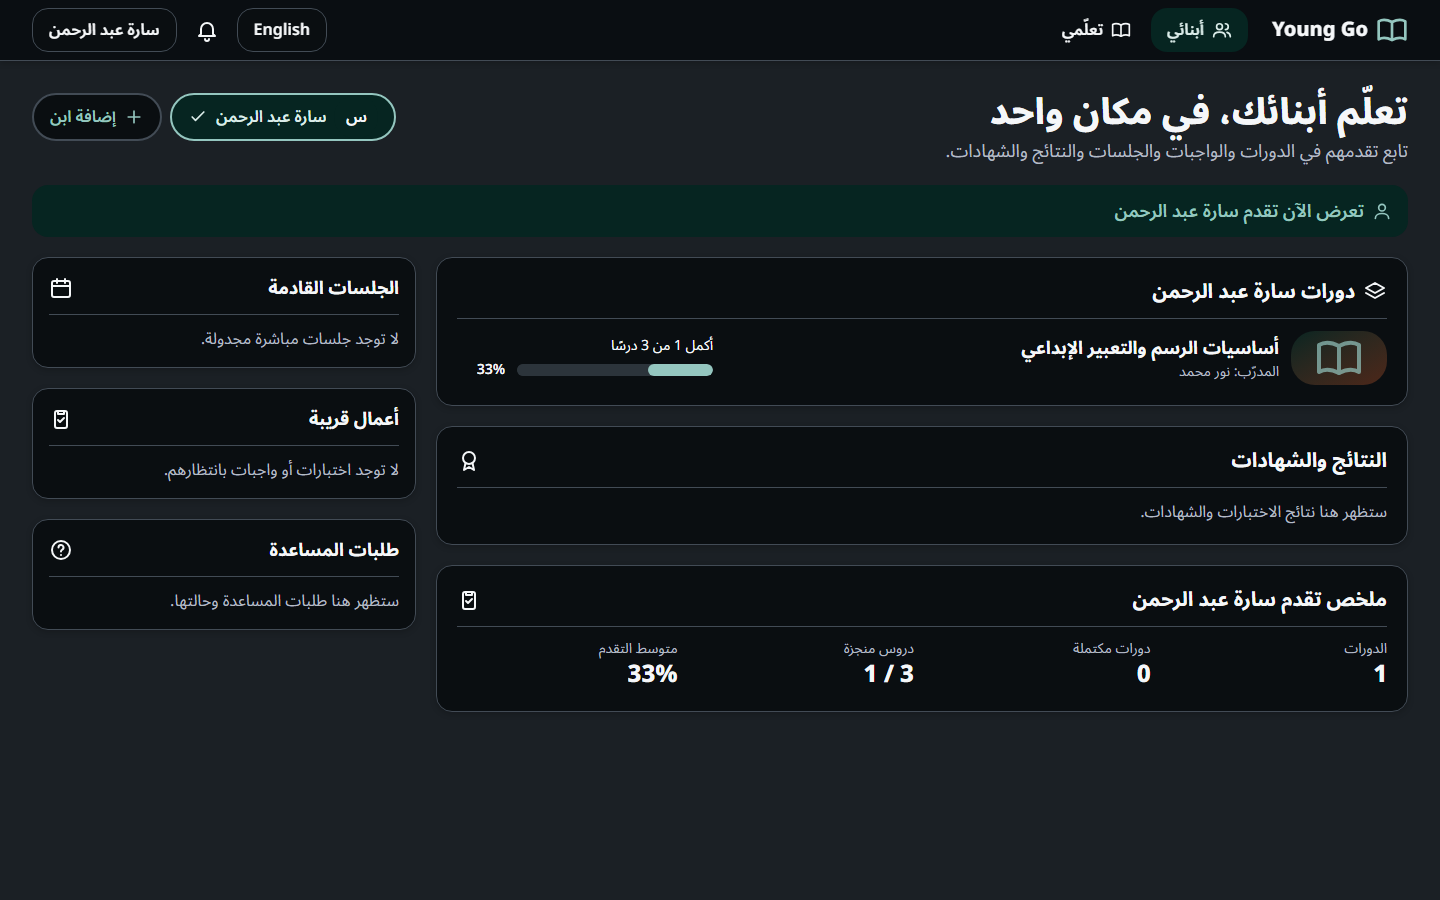 Young Go
أبنائي
تعلّمي
English
سارة عبد الرحمن
تعلّم أبنائك، في مكان واحد
تابع تقدمهم في الدورات والواجبات والجلسات والنتائج والشهادات.
س سارة عبد الرحمن
إضافة ابن
تعرض الآن تقدم سارة عبد الرحمن
دورات سارة عبد الرحمن
أساسيات الرسم والتعبير الإبداعي
المدرّب: نور محمد
أكمل 1 من 3 درسًا
33%
النتائج والشهادات
ستظهر هنا نتائج الاختبارات والشهادات.
ملخص تقدم سارة عبد الرحمن
الدورات
1
دورات مكتملة
0
دروس منجزة
1 / 3
متوسط التقدم
33%
الجلسات القادمة
لا توجد جلسات مباشرة مجدولة.
أعمال قريبة
لا توجد اختبارات أو واجبات بانتظارهم.
طلبات المساعدة
ستظهر هنا طلبات المساعدة وحالتها.